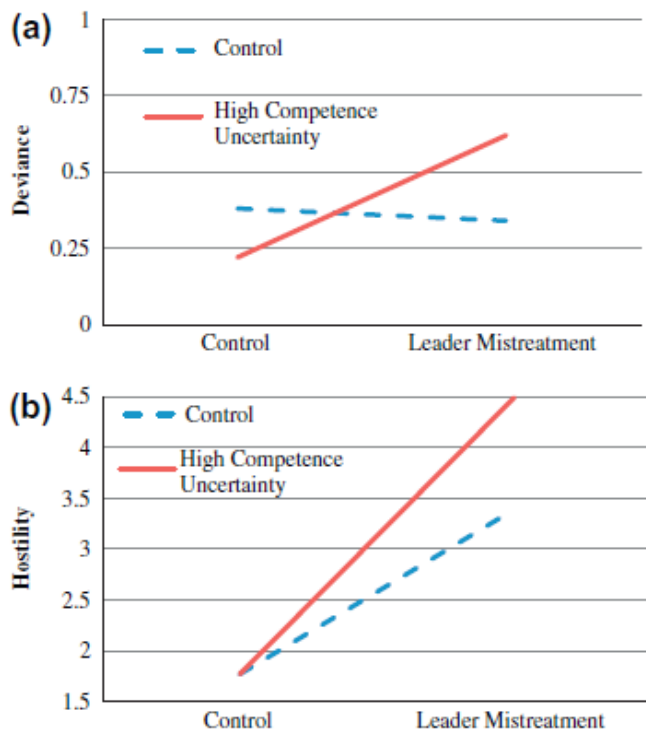 (a)
1
Control
0.75
High Competence
Uncertainty
Deviance
0.5
0.25
0
Control Leader Mistreatment
(b)
4.5
Control
4
High Competence
Uncertainty
3.5
Hostility
3
2.5
2
1.5
Control Leader Mistreatment